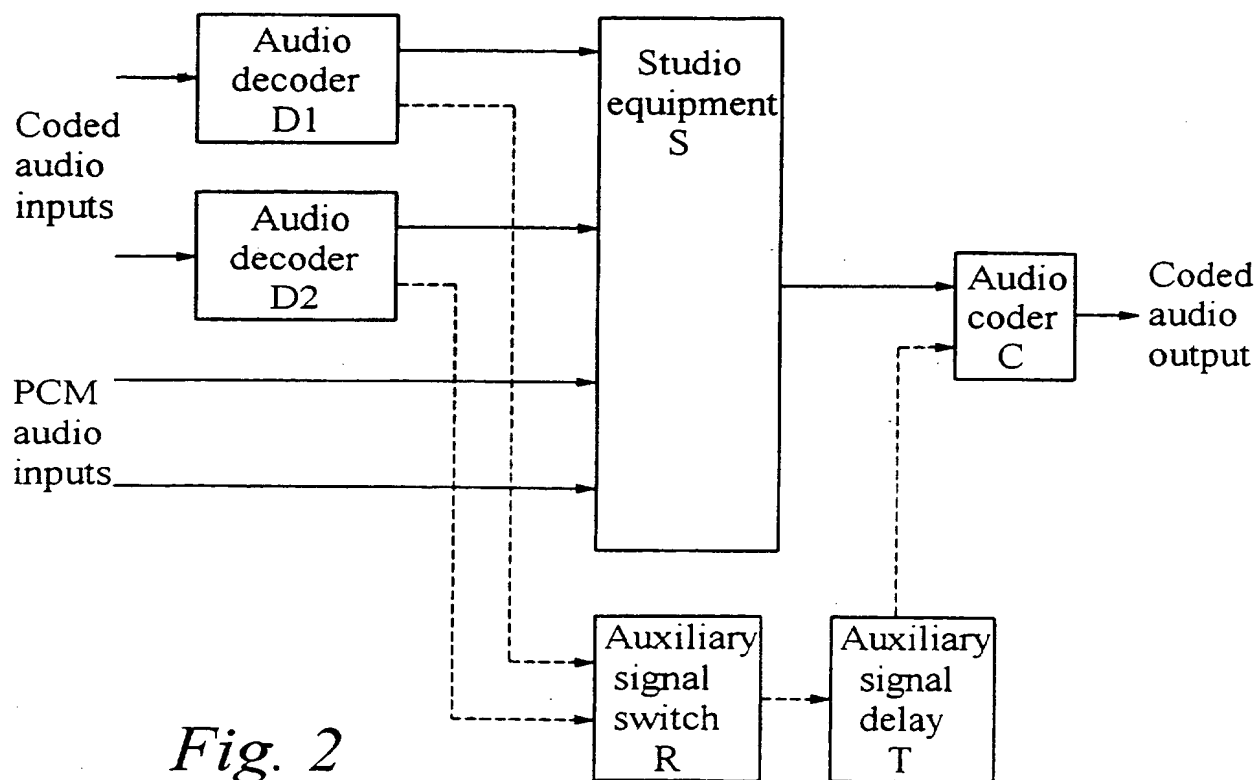 Audio
decoder
D1
Studio
equipment
S
Coded
audio
inputs
Audio
decoder
D2
Audio
coder
C
Coded
audio
output
PCM
audio
inputs
Auxiliary
signal
switch
R
Auxiliary
signal
delay
T
Fig. 2